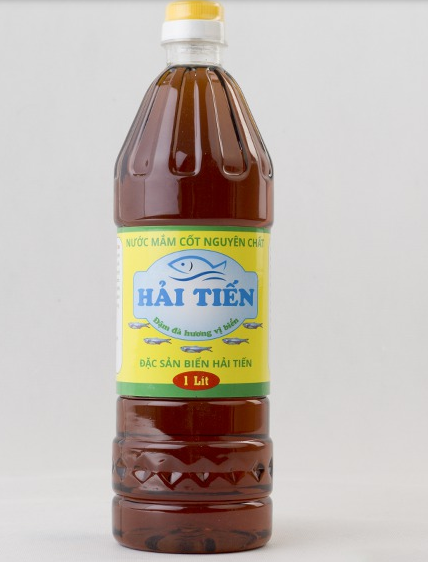 NƯỚC MẮM CỐT NGUYÊN CHẤT
HẢI TIẾN
Đậm đà hương vị biển
ĐẶC SẢN BIỂN HẢI TIẾN
1 Lít